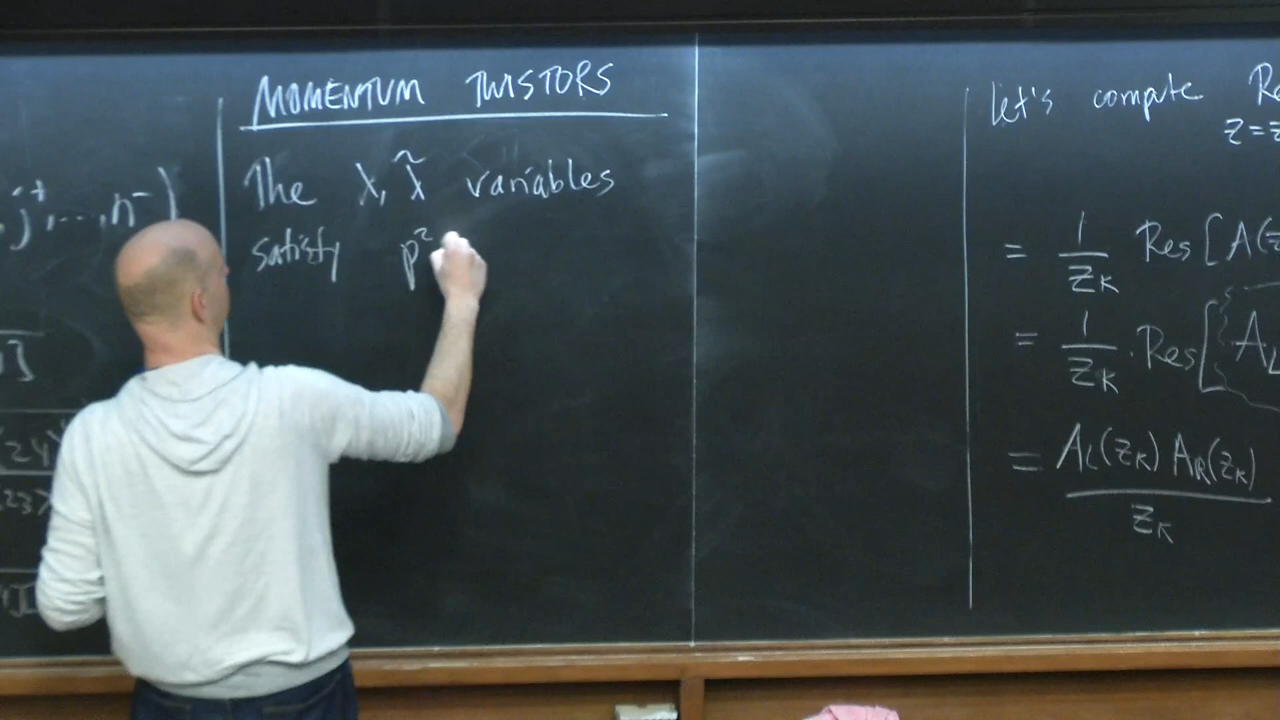 j⁺,...,n⁻)
MOMENTUM TWISTORS
The λ, λ̃ variables
satisfy p²
let's compute
z=
= 1/z_K Res[A(z
= 1/z_K · Res[A_L
= A_L(z_K) A_R(z_K)
z_K